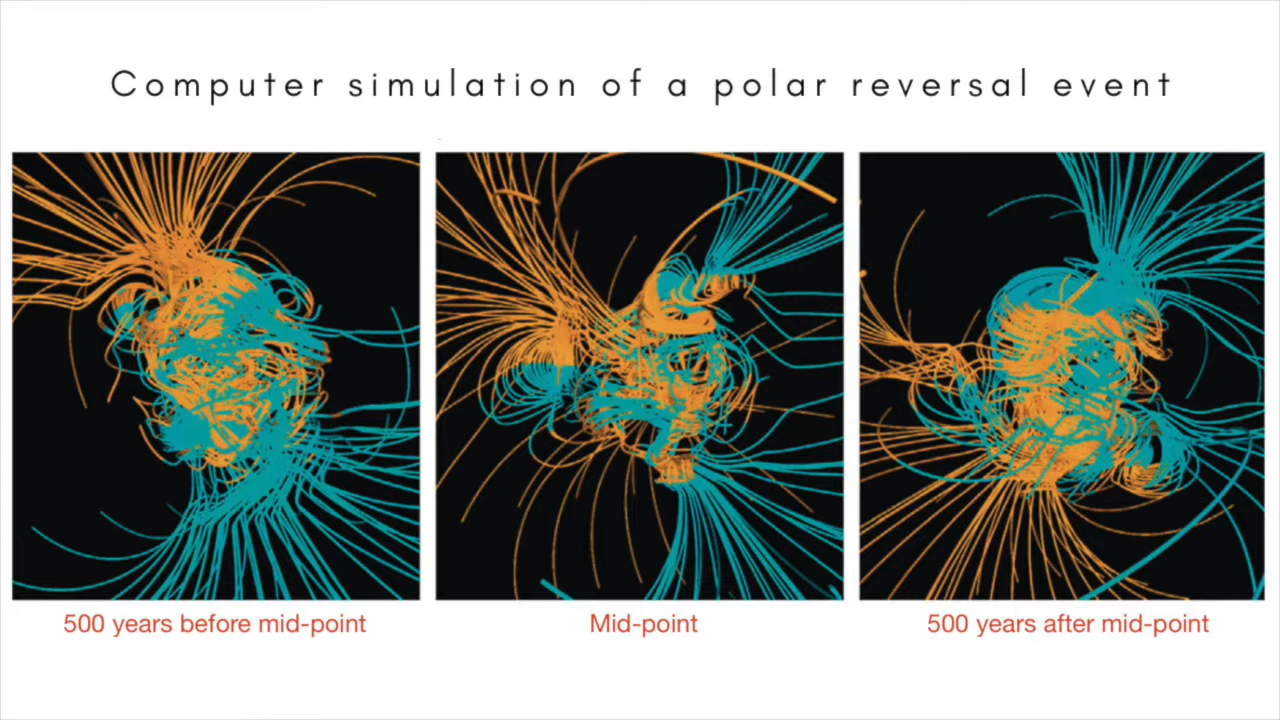 Computer simulation of a polar reversal event
500 years before mid-point
Mid-point
500 years after mid-point